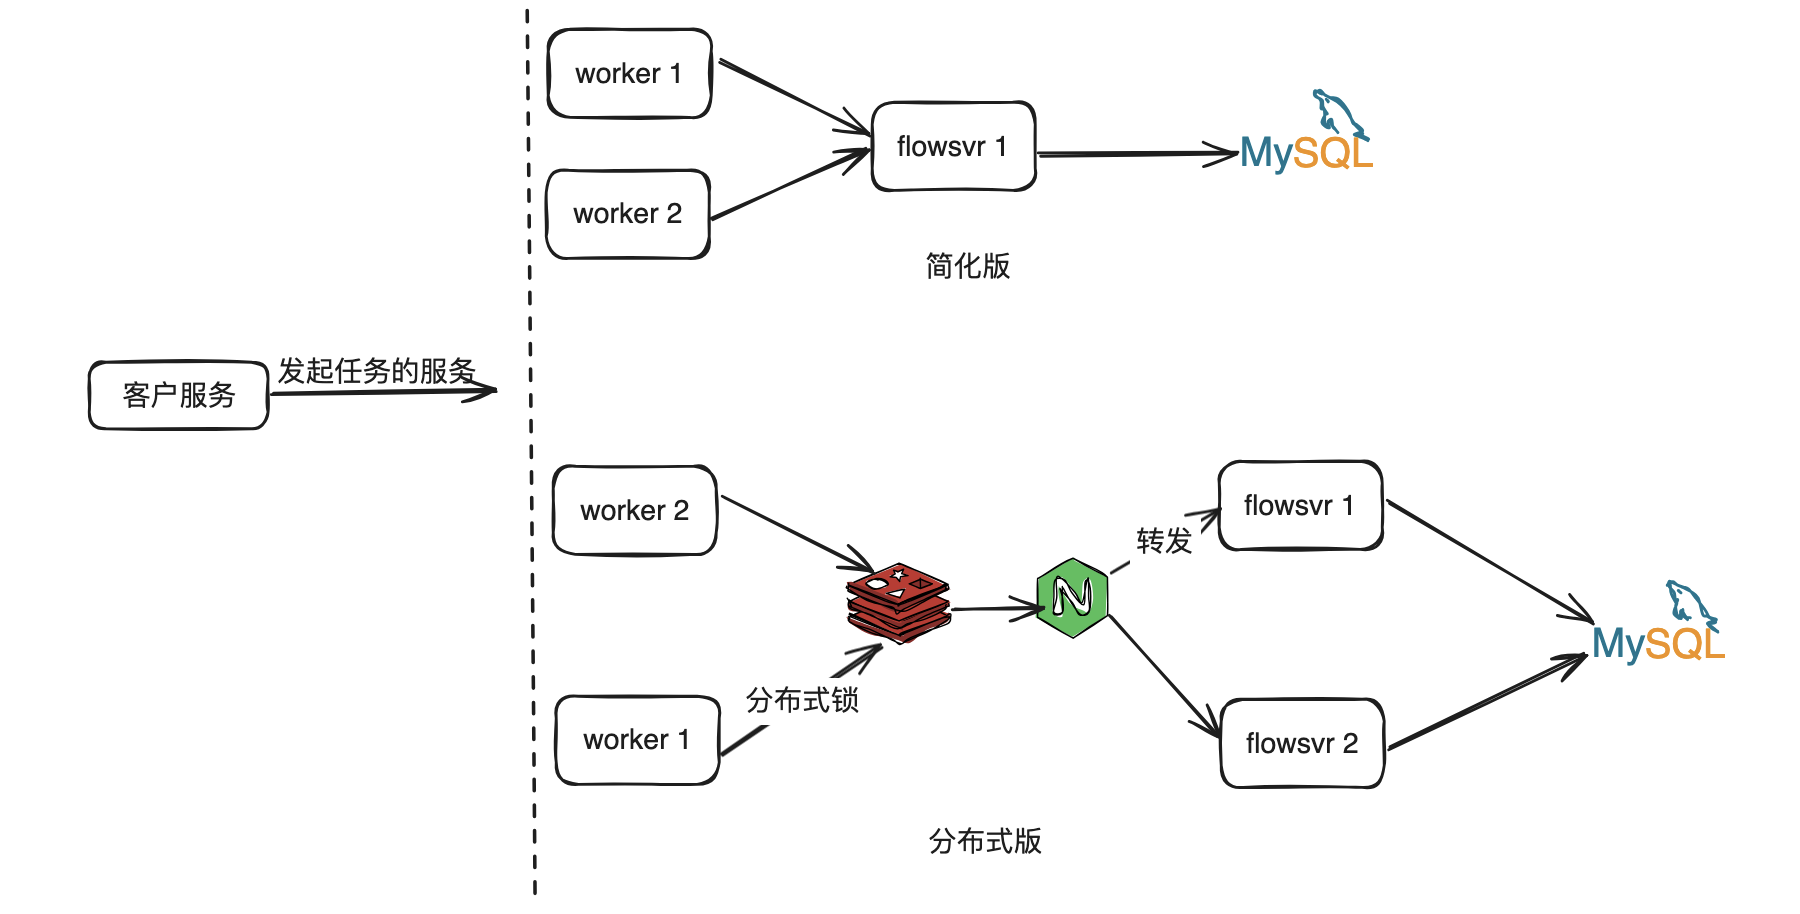 worker 1
worker 2
flowsvr 1
MySQL
简化版
客户服务
发起任务的服务
worker 2
worker 1
分布式锁
N
转发
flowsvr 1
flowsvr 2
MySQL
分布式版